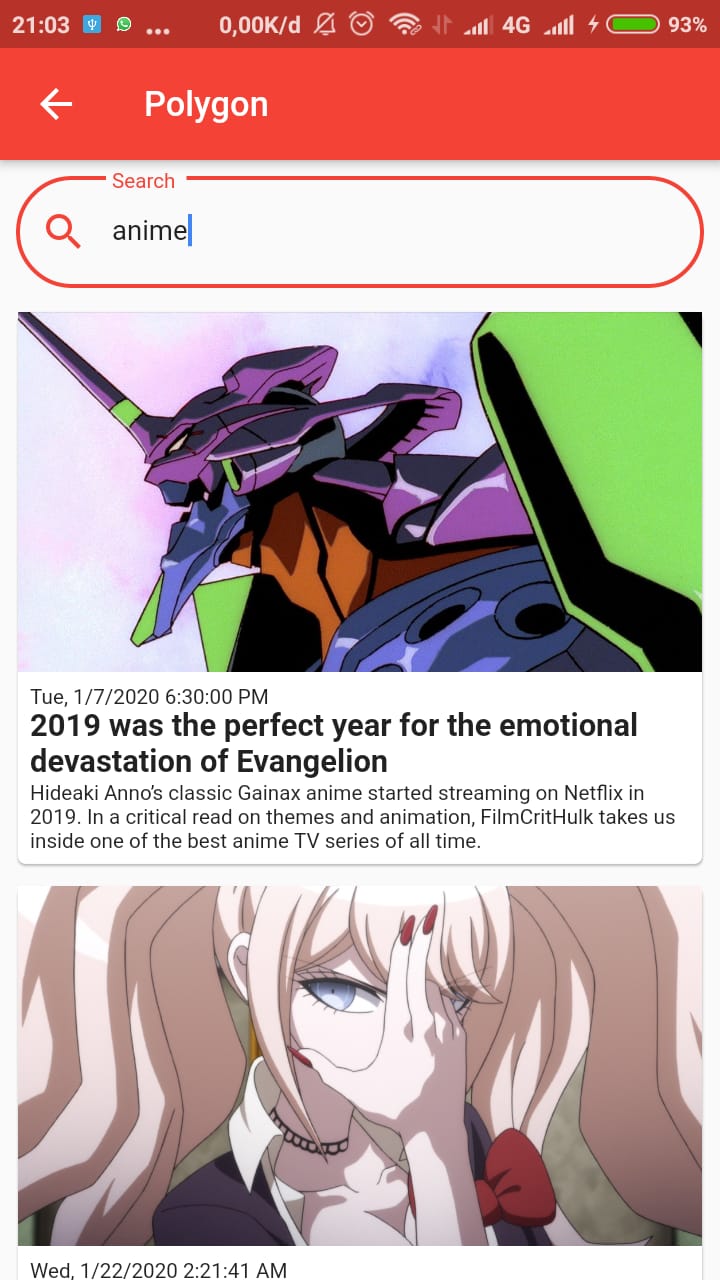 21:03 ... 0,00K/d 4G 93%
Polygon
Search
anime
Tue, 1/7/2020 6:30:00 PM
2019 was the perfect year for the emotional
devastation of Evangelion
Hideaki Anno’s classic Gainax anime started streaming on Netflix in
2019. In a critical read on themes and animation, FilmCritHulk takes us
inside one of the best anime TV series of all time.
Wed, 1/22/2020 2:21:41 AM